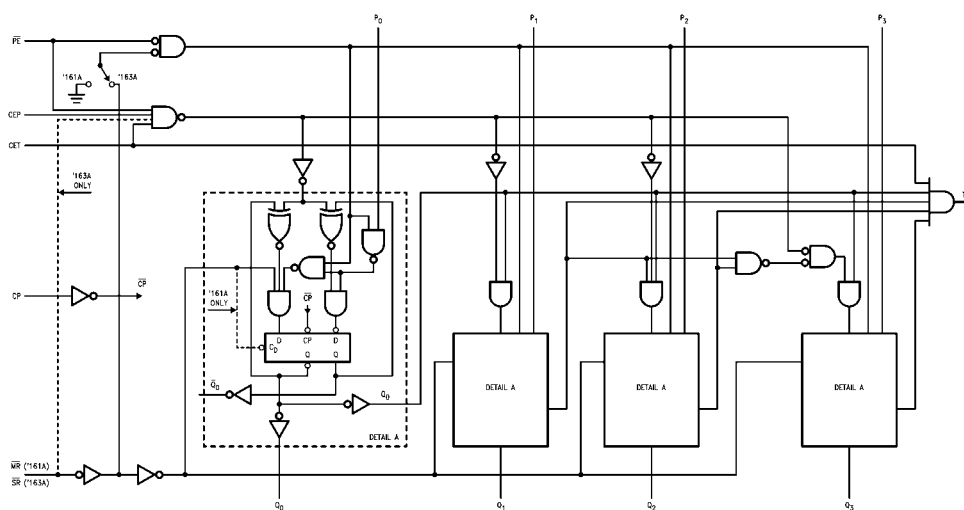 P0
P1
P2
P3
PE
'161A
'163A
CEP
CET
'163A
ONLY
CP
CP
'161A
ONLY
CP
D
CP
D
CD
Q
Q
Q0
Q0
DETAIL A
DETAIL A
DETAIL A
DETAIL A
MR ('161A)
SR ('163A)
Q0
Q1
Q2
Q3